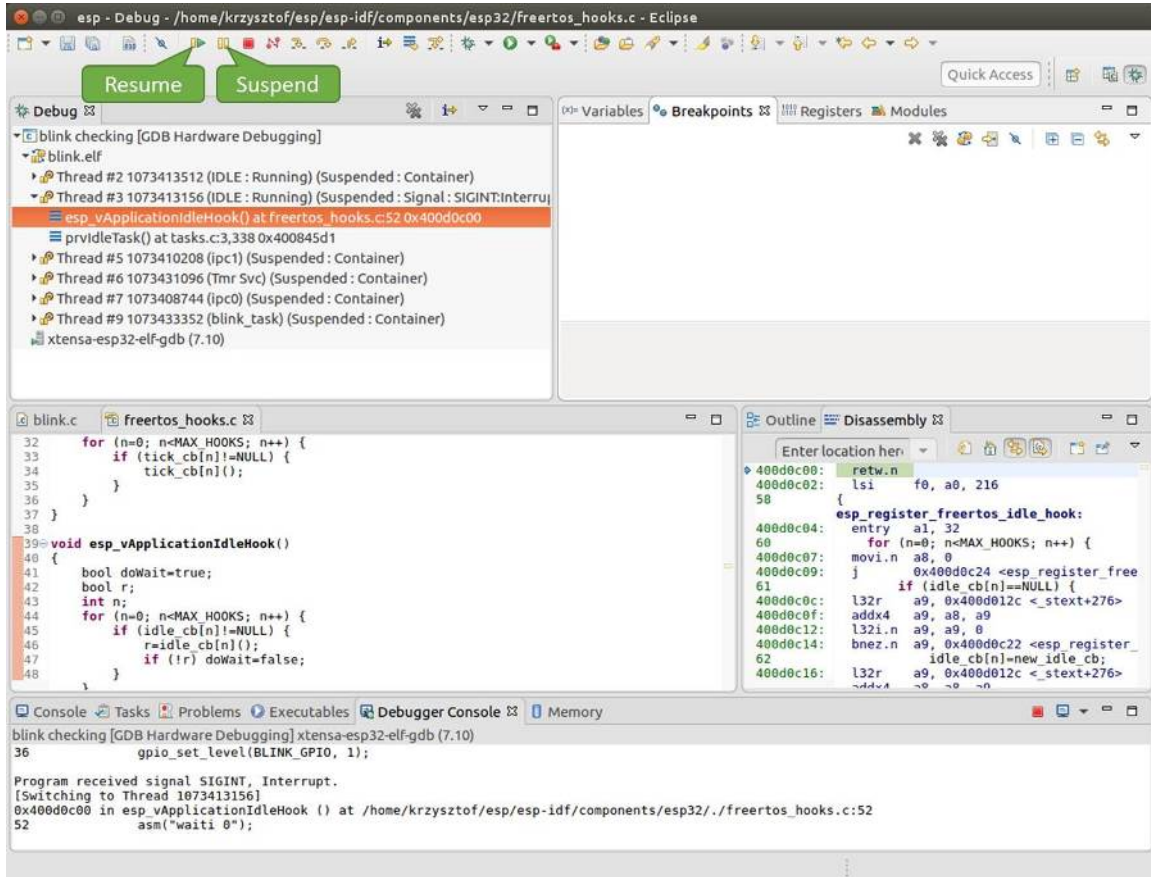 esp - Debug - /home/krzysztof/esp/esp-idf/components/esp32/freertos_hooks.c - Eclipse
Resume Suspend
Quick Access
Debug
blink checking [GDB Hardware Debugging]
blink.elf
Thread #2 1073413512 (IDLE : Running) (Suspended : Container)
Thread #3 1073413156 (IDLE : Running) (Suspended : Signal : SIGINT:Interru
esp_vApplicationIdleHook() at freertos_hooks.c:52 0x400d0c00
prvIdleTask() at tasks.c:3,338 0x400845d1
Thread #5 1073410208 (ipc1) (Suspended : Container)
Thread #6 1073431096 (Tmr Svc) (Suspended : Container)
Thread #7 1073408744 (ipc0) (Suspended : Container)
Thread #9 1073433352 (blink_task) (Suspended : Container)
xtensa-esp32-elf-gdb (7.10)
(x)= Variables Breakpoints Registers Modules
blink.c freertos_hooks.c
32 for (n=0; n<MAX_HOOKS; n++) {
33 if (tick_cb[n]!=NULL) {
34 tick_cb[n]();
35 }
36 }
37 }
38
39 void esp_vApplicationIdleHook()
40 {
41 bool doWait=true;
42 bool r;
43 int n;
44 for (n=0; n<MAX_HOOKS; n++) {
45 if (idle_cb[n]!=NULL) {
46 r=idle_cb[n]();
47 if (!r) doWait=false;
48 }
}
Outline Disassembly
Enter location her
400d0c00: retw.n
400d0c02: lsi f0, a0, 216
58 {
esp_register_freertos_idle_hook:
400d0c04: entry a1, 32
60 for (n=0; n<MAX_HOOKS; n++) {
400d0c07: movi.n a8, 0
400d0c09: j 0x400d0c24 <esp_register_free
61 if (idle_cb[n]==NULL) {
400d0c0c: l32r a9, 0x400d012c <_stext+276>
400d0c0f: addx4 a9, a8, a9
400d0c12: l32i.n a9, a9, 0
400d0c14: bnez.n a9, 0x400d0c22 <esp_register_
62 idle_cb[n]=new_idle_cb;
400d0c16: l32r a9, 0x400d012c <_stext+276>
addx4 a8, a8, a9
Console Tasks Problems Executables Debugger Console Memory
blink checking [GDB Hardware Debugging] xtensa-esp32-elf-gdb (7.10)
36 gpio_set_level(BLINK_GPIO, 1);
Program received signal SIGINT, Interrupt.
[Switching to Thread 1073413156]
0x400d0c00 in esp_vApplicationIdleHook () at /home/krzysztof/esp/esp-idf/components/esp32/./freertos_hooks.c:52
52 asm("waiti 0");